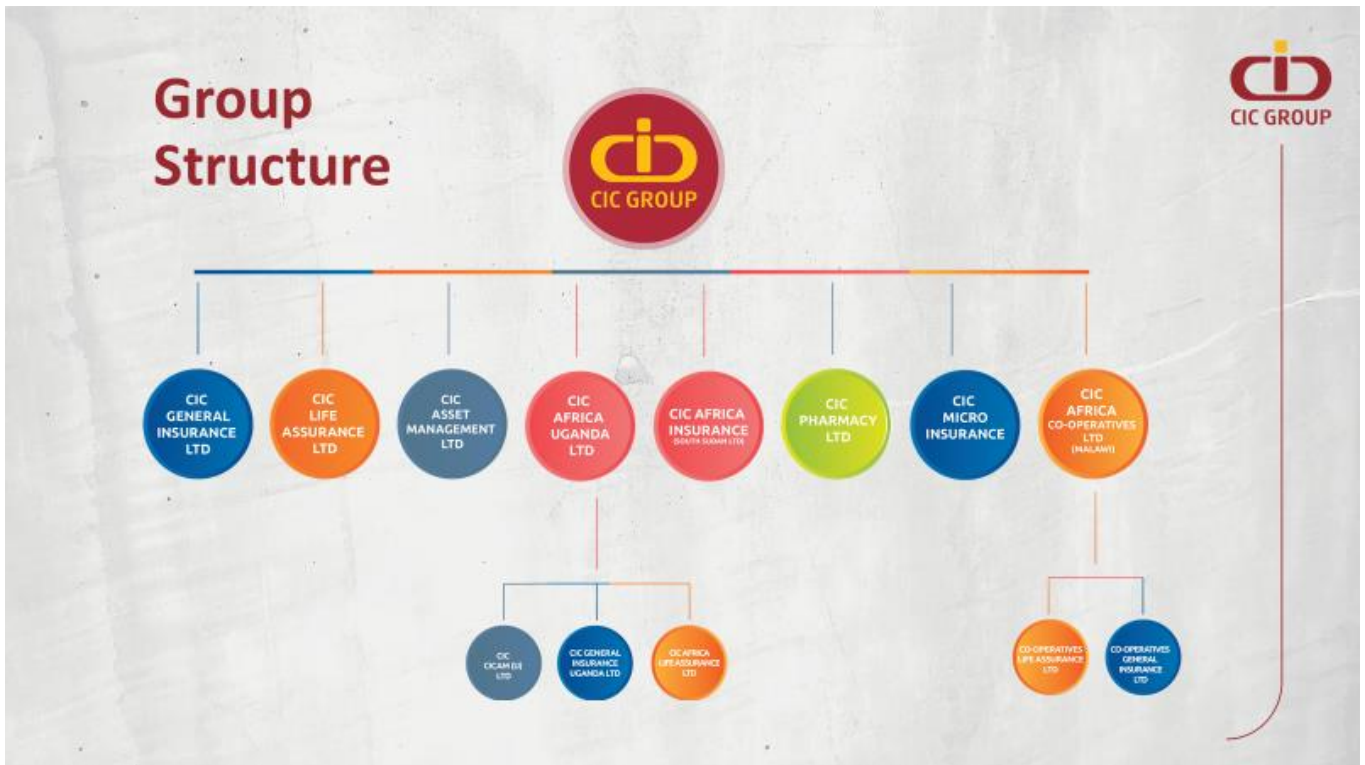 Group
Structure
CIC GROUP
CIC GROUP
CIC
GENERAL
INSURANCE
LTD
CIC
LIFE
ASSURANCE
LTD
CIC
ASSET
MANAGEMENT
LTD
CIC
AFRICA
UGANDA
LTD
CIC AFRICA
INSURANCE
(SOUTH SUDAN LTD)
CIC
PHARMACY
LTD
CIC
MICRO
INSURANCE
CIC
AFRICA
CO-OPERATIVES
LTD
(MALAWI)
CIC
LTD
CIC GENERAL
INSURANCE
UGANDA LTD
CIC AFRICA
LIFE ASSURANCE
LTD
CO-OPERATIVES
LIFE ASSURANCE
LTD
CO-OPERATIVES
GENERAL
INSURANCE
LTD